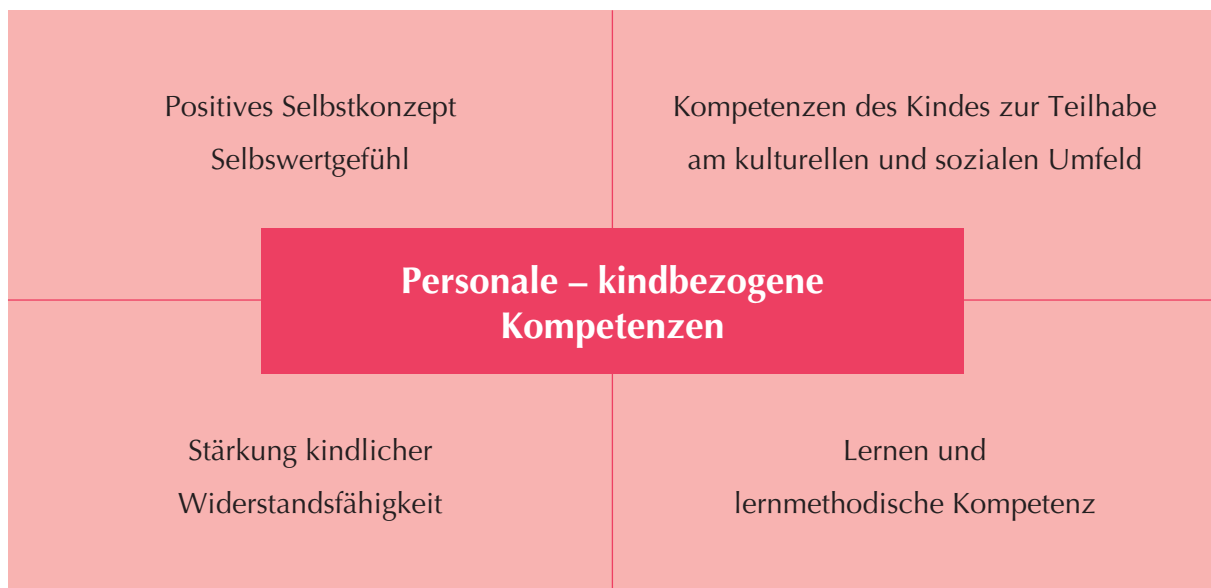 Positives Selbstkonzept
Selbswertgefühl
Kompetenzen des Kindes zur Teilhabe
am kulturellen und sozialen Umfeld
Personale – kindbezogene
Kompetenzen
Stärkung kindlicher
Widerstandsfähigkeit
Lernen und
lernmethodische Kompetenz